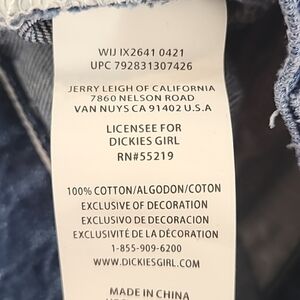 WIJ IX2641 0421
UPC 792831307426
JERRY LEIGH OF CALIFORNIA
7860 NELSON ROAD
VAN NUYS CA 91402 U.S.A
LICENSEE FOR
DICKIES GIRL
RN#55219
100% COTTON/ALGODON/COTON
EXCLUSIVE OF DECORATION
EXCLUSIVO DE DECORACION
EXCLUSIVITÉ DE LA DÉCORATION
1-855-909-6200
WWW.DICKIESGIRL.COM
MADE IN CHINA